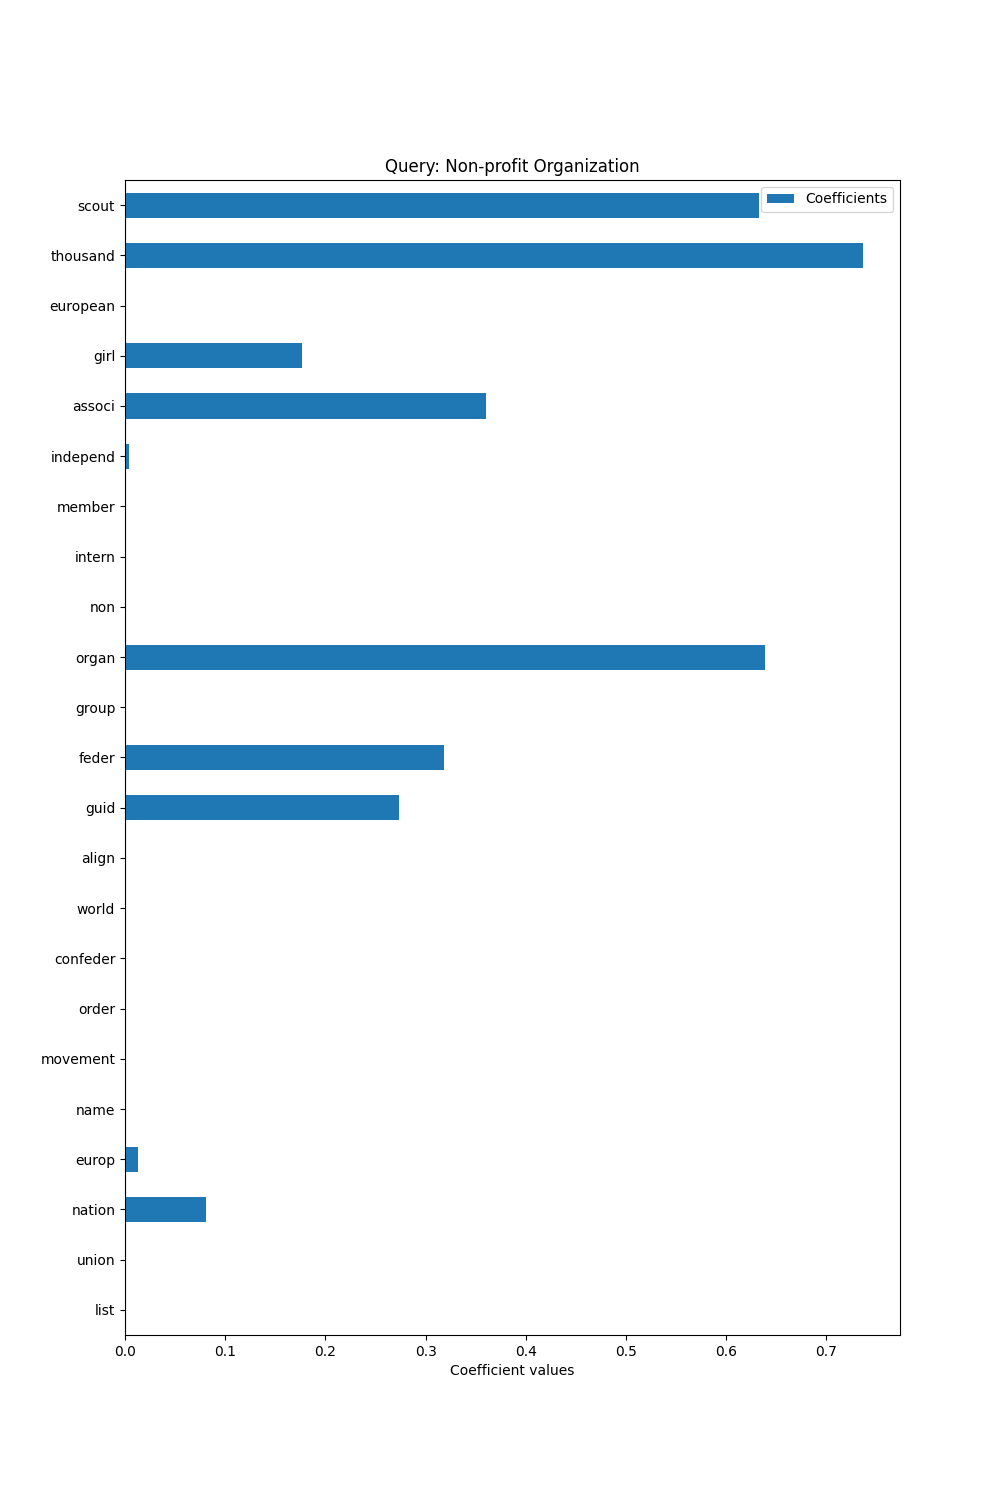 Query: Non-profit Organization
Coefficients
scout
thousand
european
girl
associ
independ
member
intern
non
organ
group
feder
guid
align
world
confeder
order
movement
name
europ
nation
union
list
0.0 0.1 0.2 0.3 0.4 0.5 0.6 0.7
Coefficient values